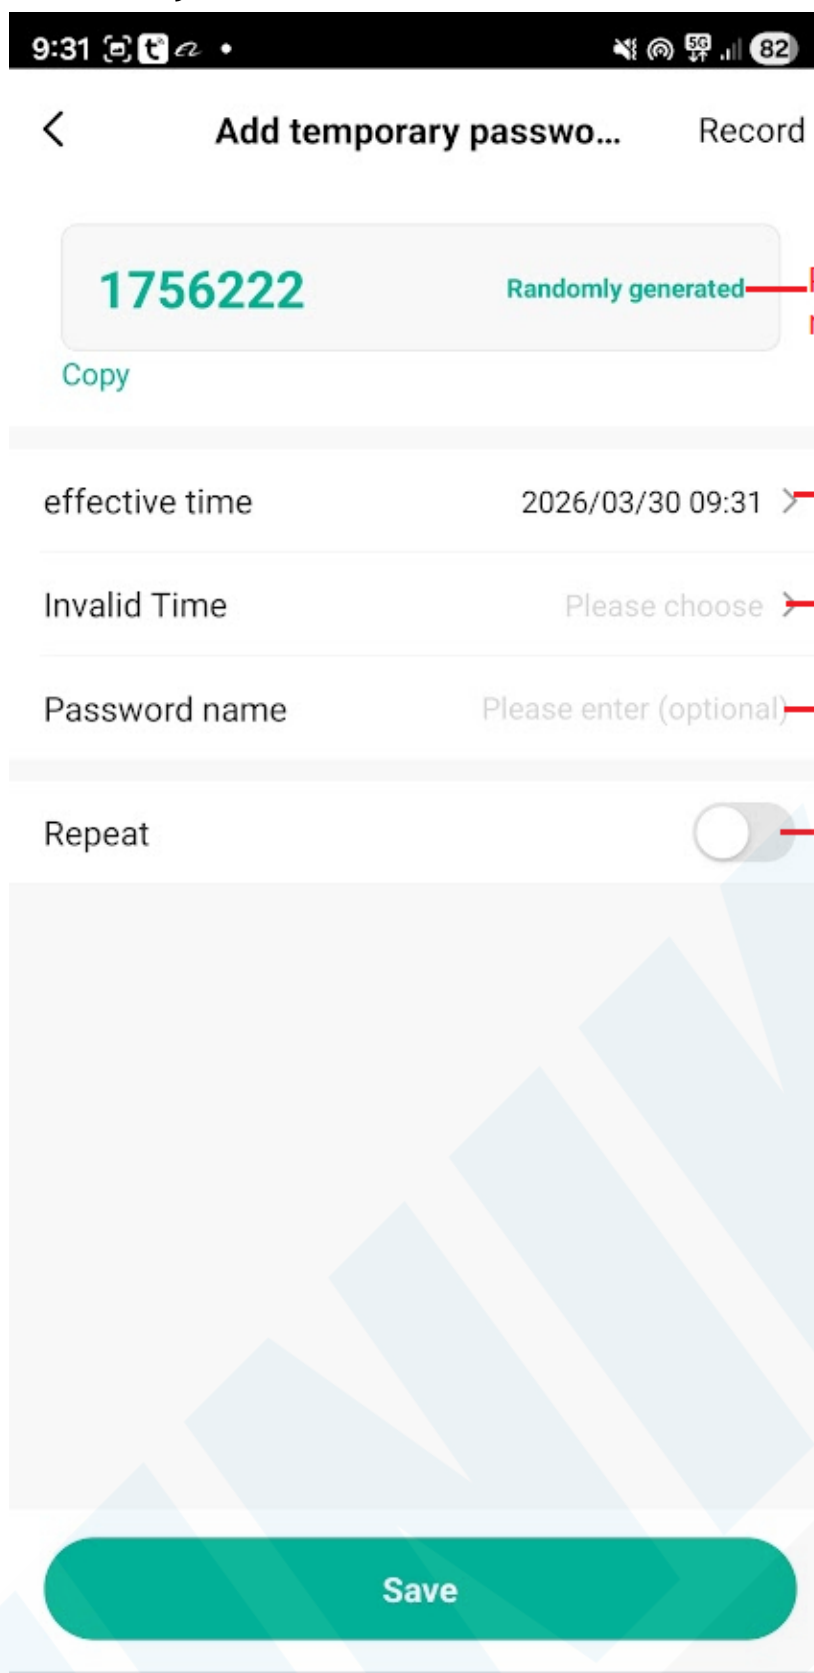 9:31 82
Add temporary passwo... Record
1756222 Randomly generated
Copy
effective time 2026/03/30 09:31
Invalid Time Please choose
Password name Please enter (optional)
Repeat
Save